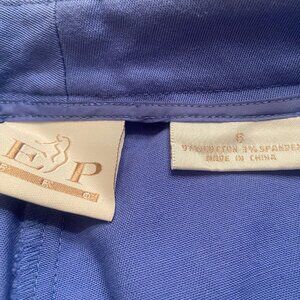 E P
6
97% COTTON 3% SPANDEX
MADE IN CHINA